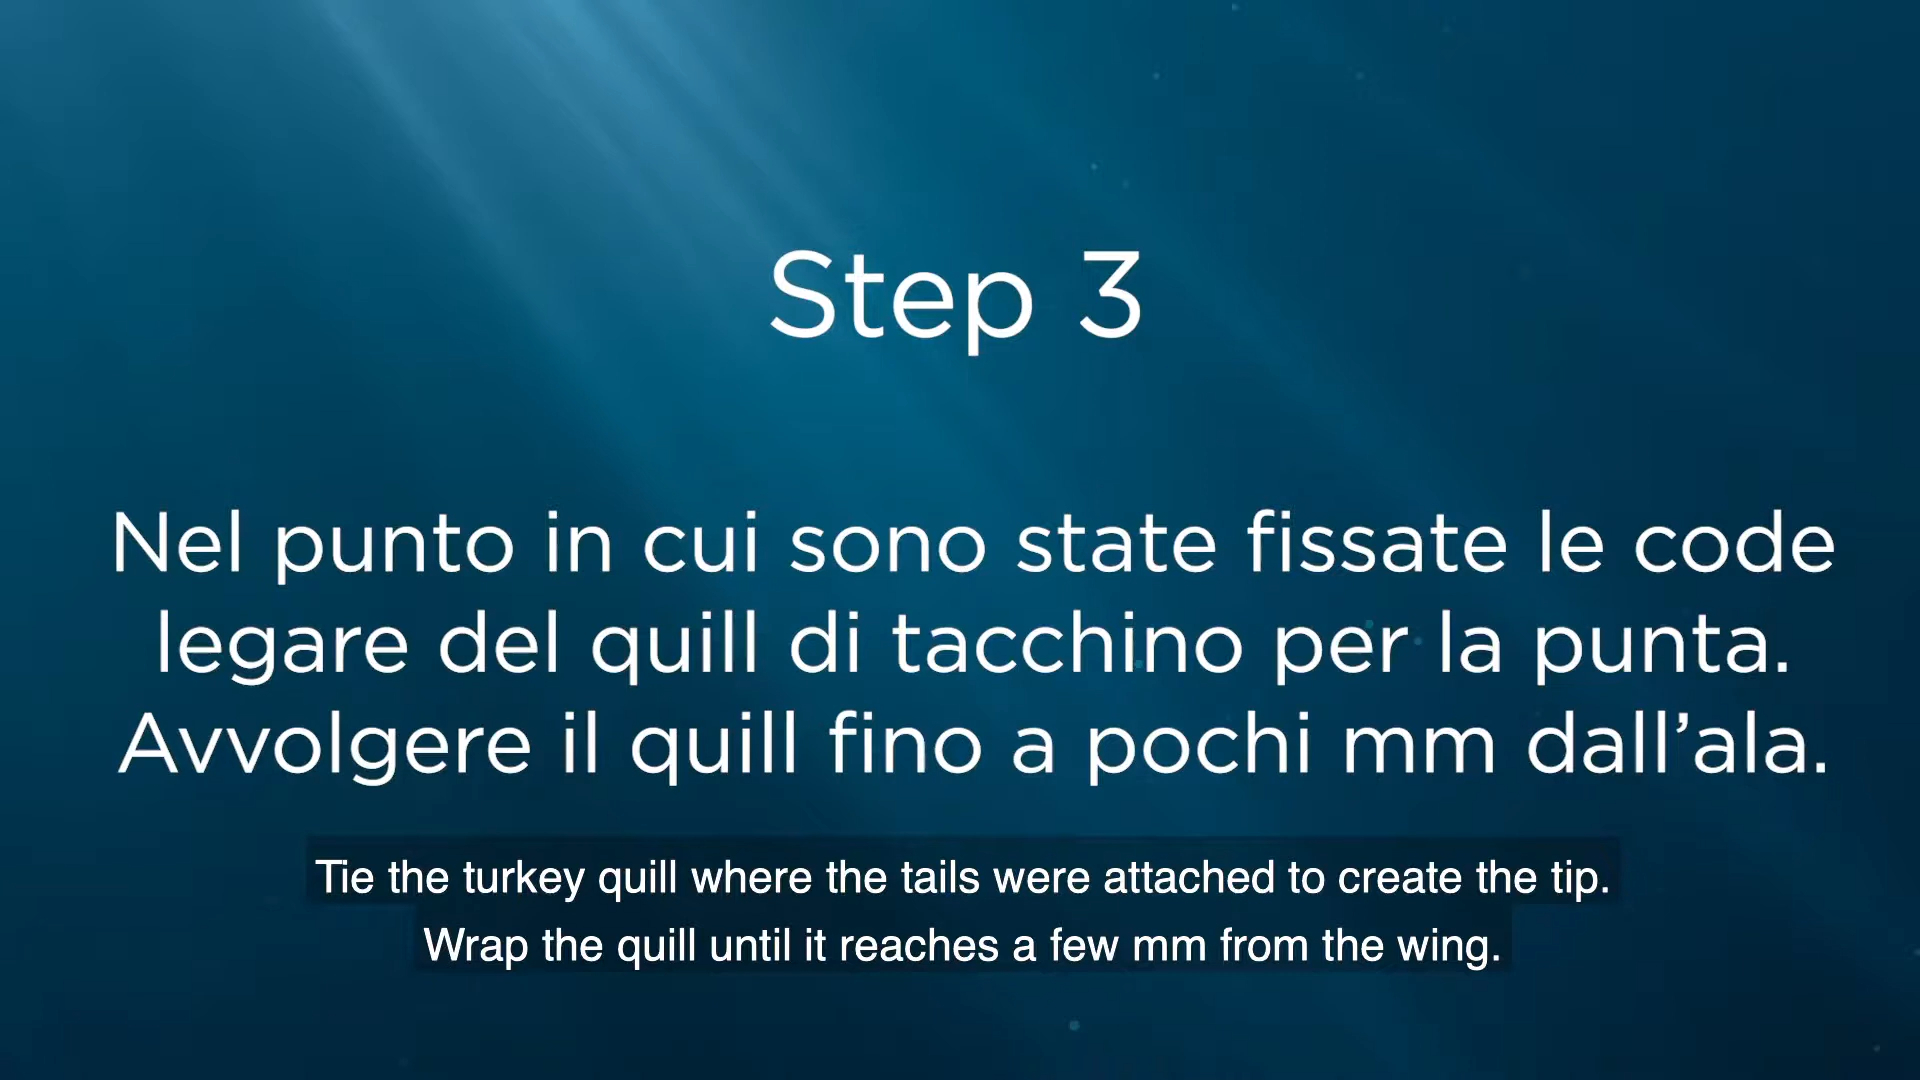 Step 3
Nel punto in cui sono state fissate le code
legare del quill di tacchino per la punta.
Avvolgere il quill fino a pochi mm dall’ala.
Tie the turkey quill where the tails were attached to create the tip.
Wrap the quill until it reaches a few mm from the wing.